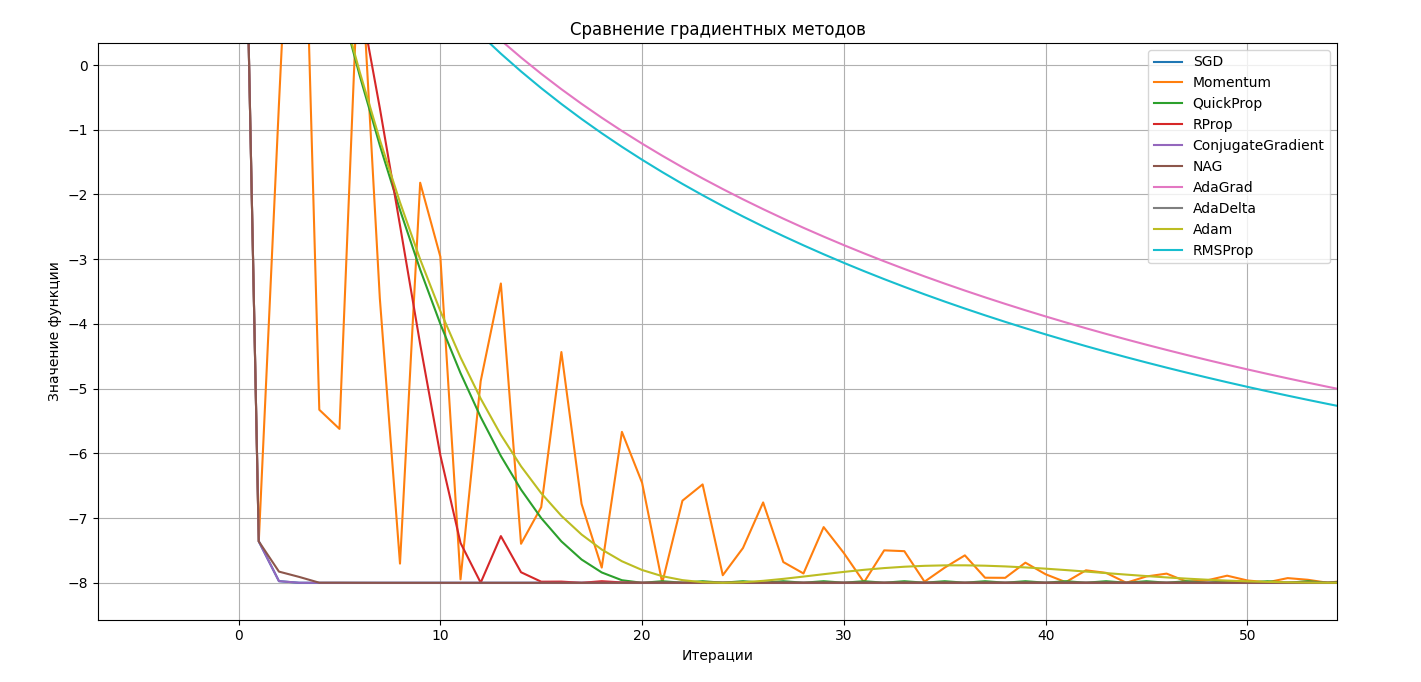 Сравнение градиентных методов
Значение функции
0
−1
−2
−3
−4
−5
−6
−7
−8
SGD
Momentum
QuickProp
RProp
ConjugateGradient
NAG
AdaGrad
AdaDelta
Adam
RMSProp
0 10 20 30 40 50
Итерации